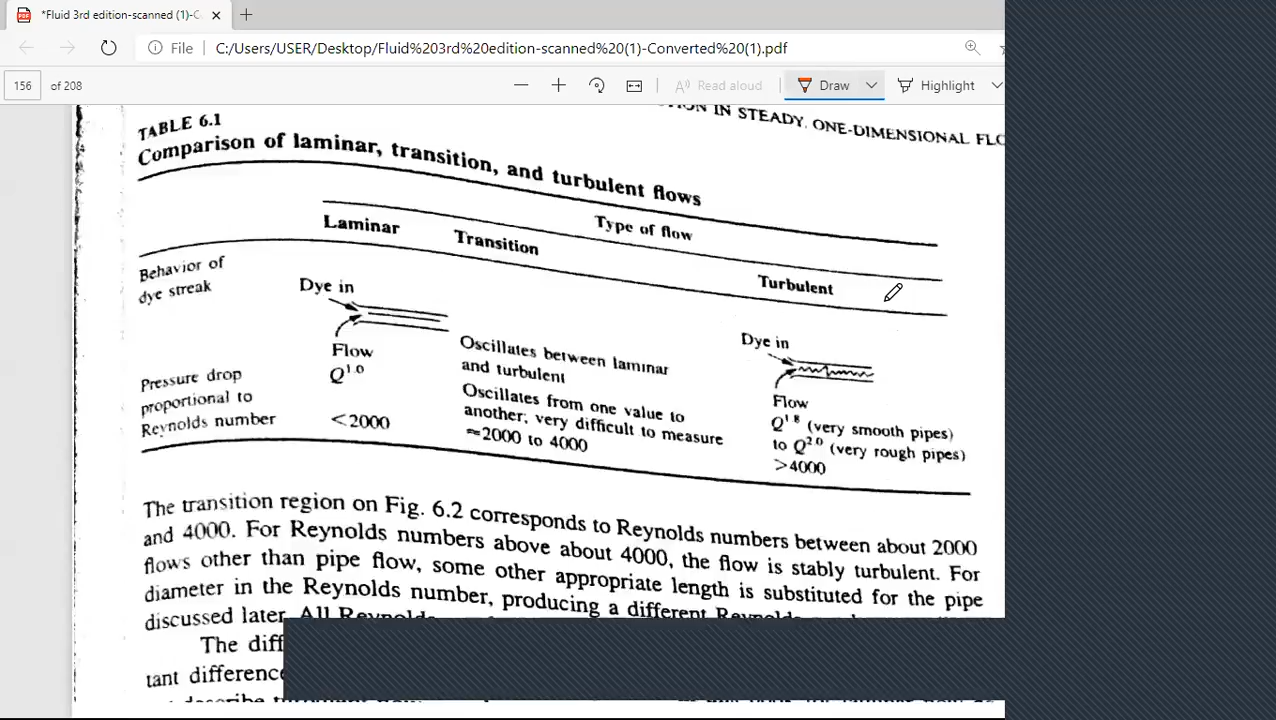 *Fluid 3rd edition-scanned (1)-Co
File C:/Users/USER/Desktop/Fluid%203rd%20edition-scanned%20(1)-Converted%20(1).pdf
156 of 208 Read aloud Draw Highlight
IN STEADY, ONE-DIMENSIONAL FLO
TABLE 6.1
Comparison of laminar, transition, and turbulent flows
Type of flow
Laminar Transition Turbulent
Behavior of
dye streak
Dye in
Flow
Oscillates between laminar
and turbulent
Dye in
Flow
Pressure drop
proportional to
Q1.0
Oscillates from one value to
another; very difficult to measure
Q1.8 (very smooth pipes)
to Q2.0 (very rough pipes)
Reynolds number <2000 ≈2000 to 4000 >4000
The transition region on Fig. 6.2 corresponds to Reynolds numbers between about 2000
and 4000. For Reynolds numbers above about 4000, the flow is stably turbulent. For
flows other than pipe flow, some other appropriate length is substituted for the pipe
diameter in the Reynolds number, producing a different
discussed later. All
The diff
tant difference